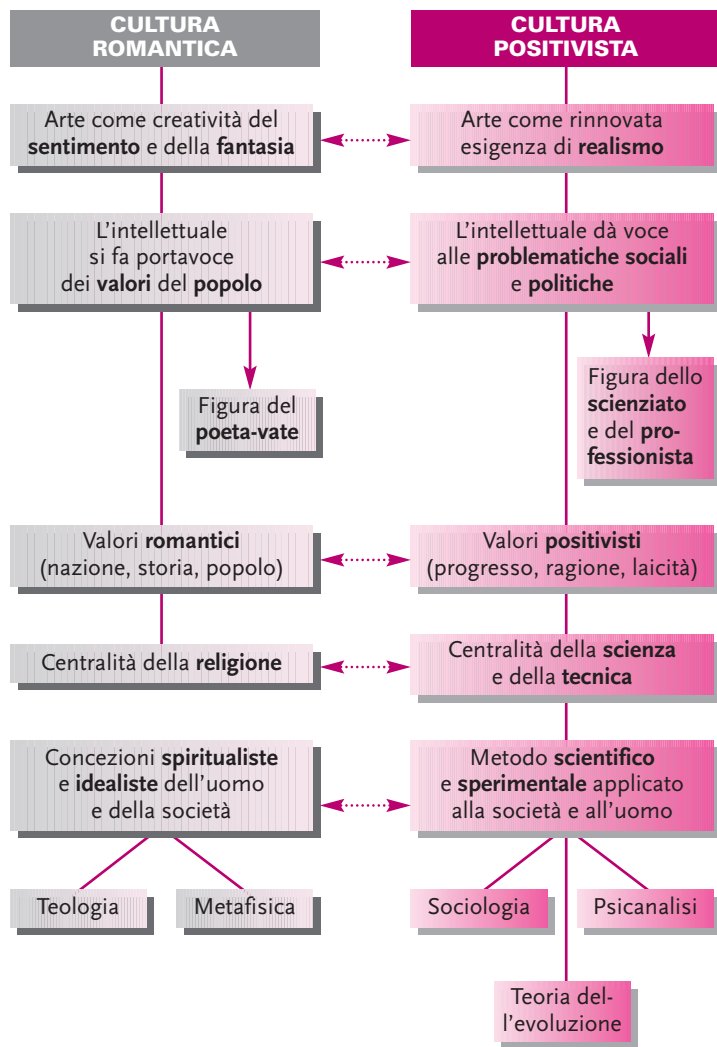 CULTURA
ROMANTICA
CULTURA
POSITIVISTA
Arte come creatività del
sentimento e della fantasia
Arte come rinnovata
esigenza di realismo
L'intellettuale
si fa portavoce
dei valori del popolo
L'intellettuale dà voce
alle problematiche sociali
e politiche
Figura del
poeta-vate
Figura dello
scienziato
e del pro-
fessionista
Valori romantici
(nazione, storia, popolo)
Valori positivisti
(progresso, ragione, laicità)
Centralità della religione
Centralità della scienza
e della tecnica
Concezioni spiritualiste
e idealiste dell'uomo
e della società
Metodo scientifico
e sperimentale applicato
alla società e all'uomo
Teologia
Metafisica
Sociologia
Psicanalisi
Teoria del-
l'evoluzione